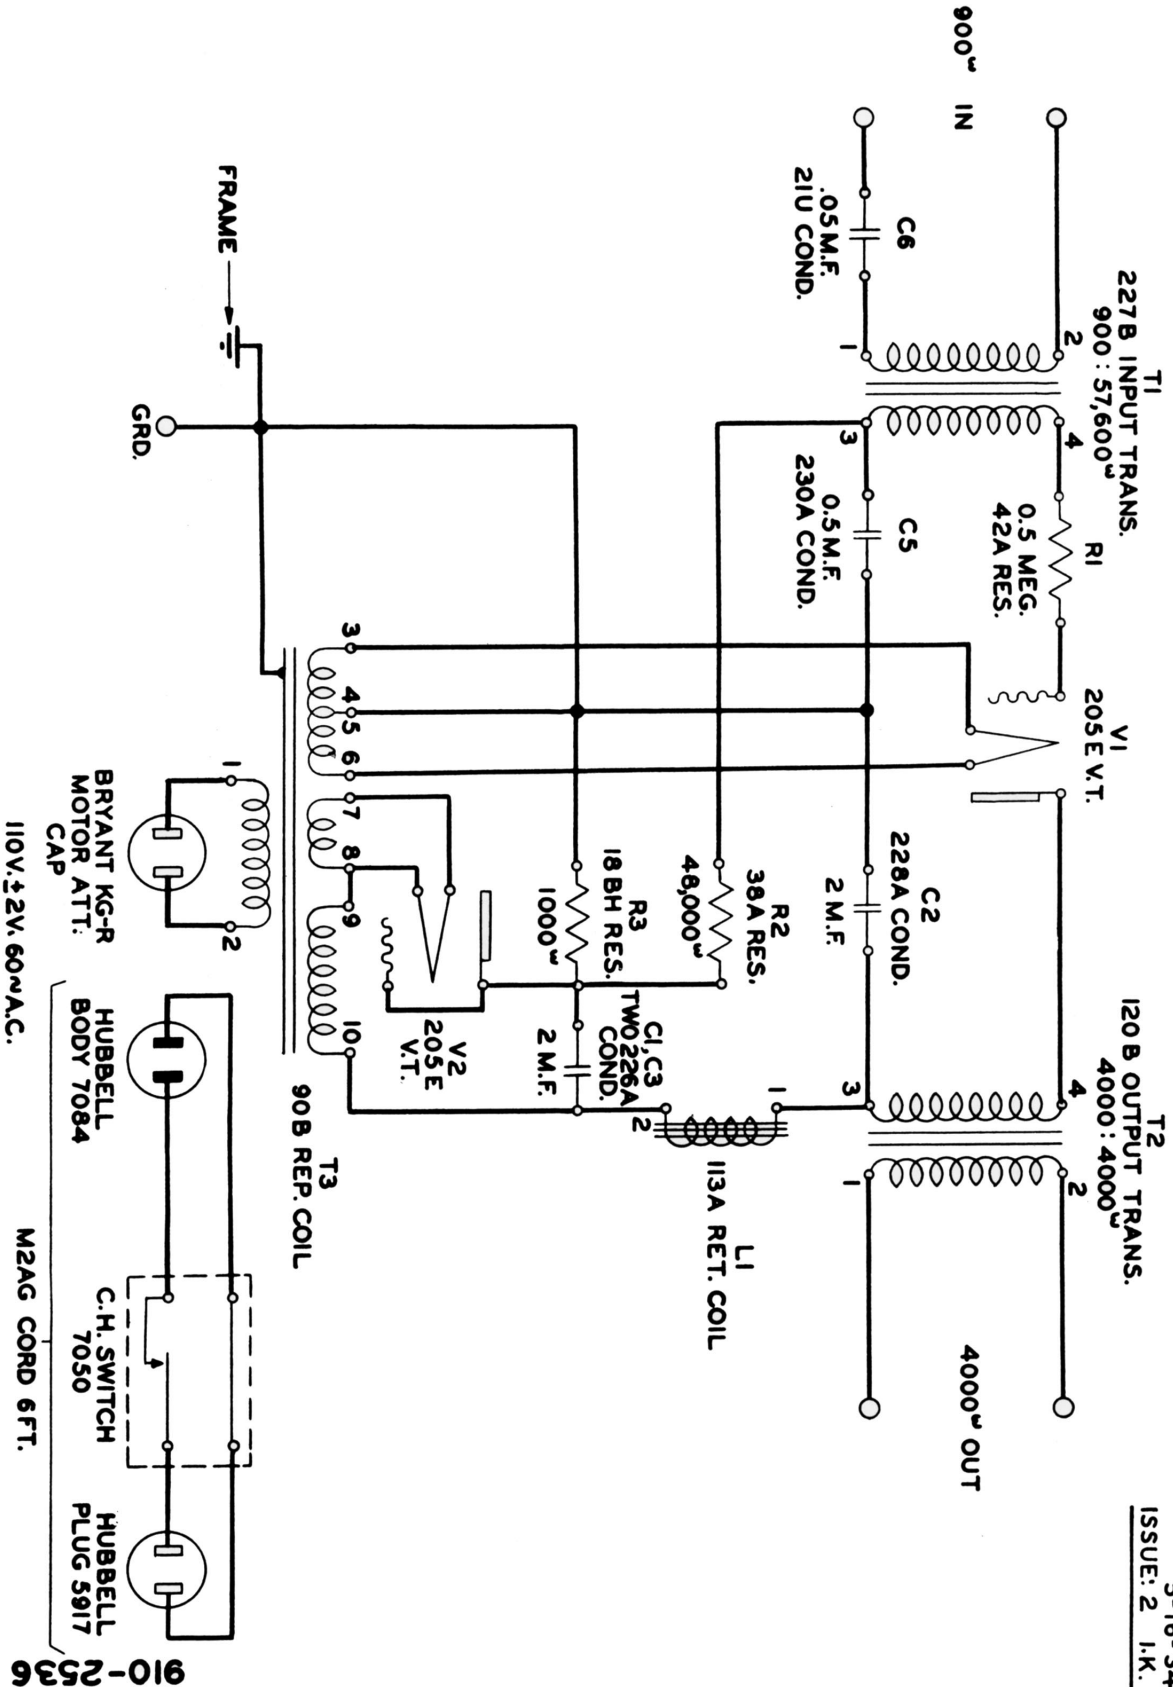 5-16-34
ISSUE: 2 I.K.
T1
227B INPUT TRANS.
900:57,600ω
T2
120B OUTPUT TRANS.
4000:4000ω
900ω IN
2
4
R1
0.5 MEG.
42A RES.
V1
205E V.T.
4
2
4000ω OUT
C6
.05 M.F.
21U COND.
1
3
C5
0.5 M.F.
230A COND.
C2
228A COND.
2 M.F.
3
1
R2
38A RES.
48,000ω
L1
113A RET. COIL
1
2
R3
18BH RES.
1000ω
C1, C3
TWO 226A
COND.
2 M.F.
V2
205E
V.T.
3
4
5
6
7
8
9
10
T3
90B REP. COIL
FRAME
GRD.
1
2
BRYANT KG-R
MOTOR ATT:
CAP
HUBBELL
BODY 7084
C.H. SWITCH
7050
HUBBELL
PLUG 5917
110V.±2V. 60~A.C.
M2AG CORD 6FT.
910-2536